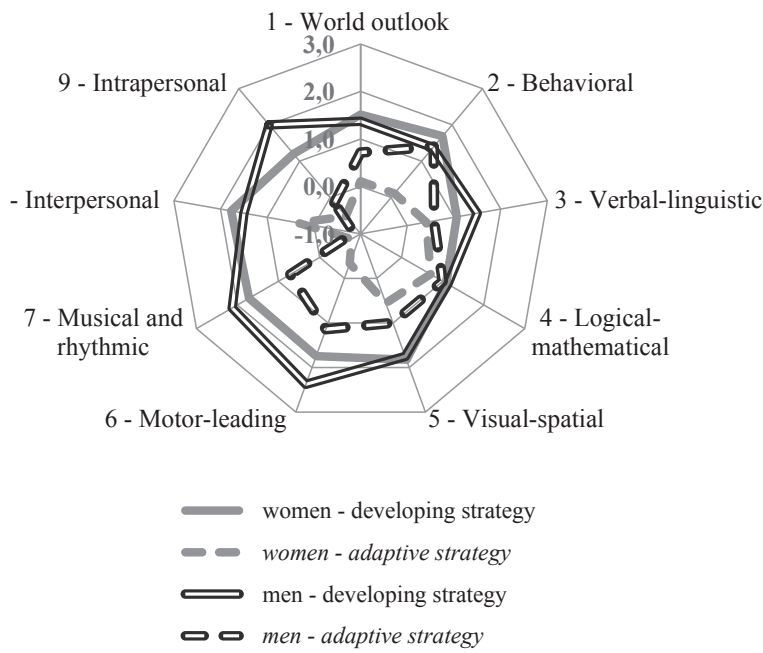 1 - World outlook
3,0
9 - Intrapersonal
2 - Behavioral
2,0
1,0
- Interpersonal
0,0
3 - Verbal-linguistic
-1,0
7 - Musical and
rhythmic
4 - Logical-
mathematical
6 - Motor-leading
5 - Visual-spatial
women - developing strategy
women - adaptive strategy
men - developing strategy
men - adaptive strategy